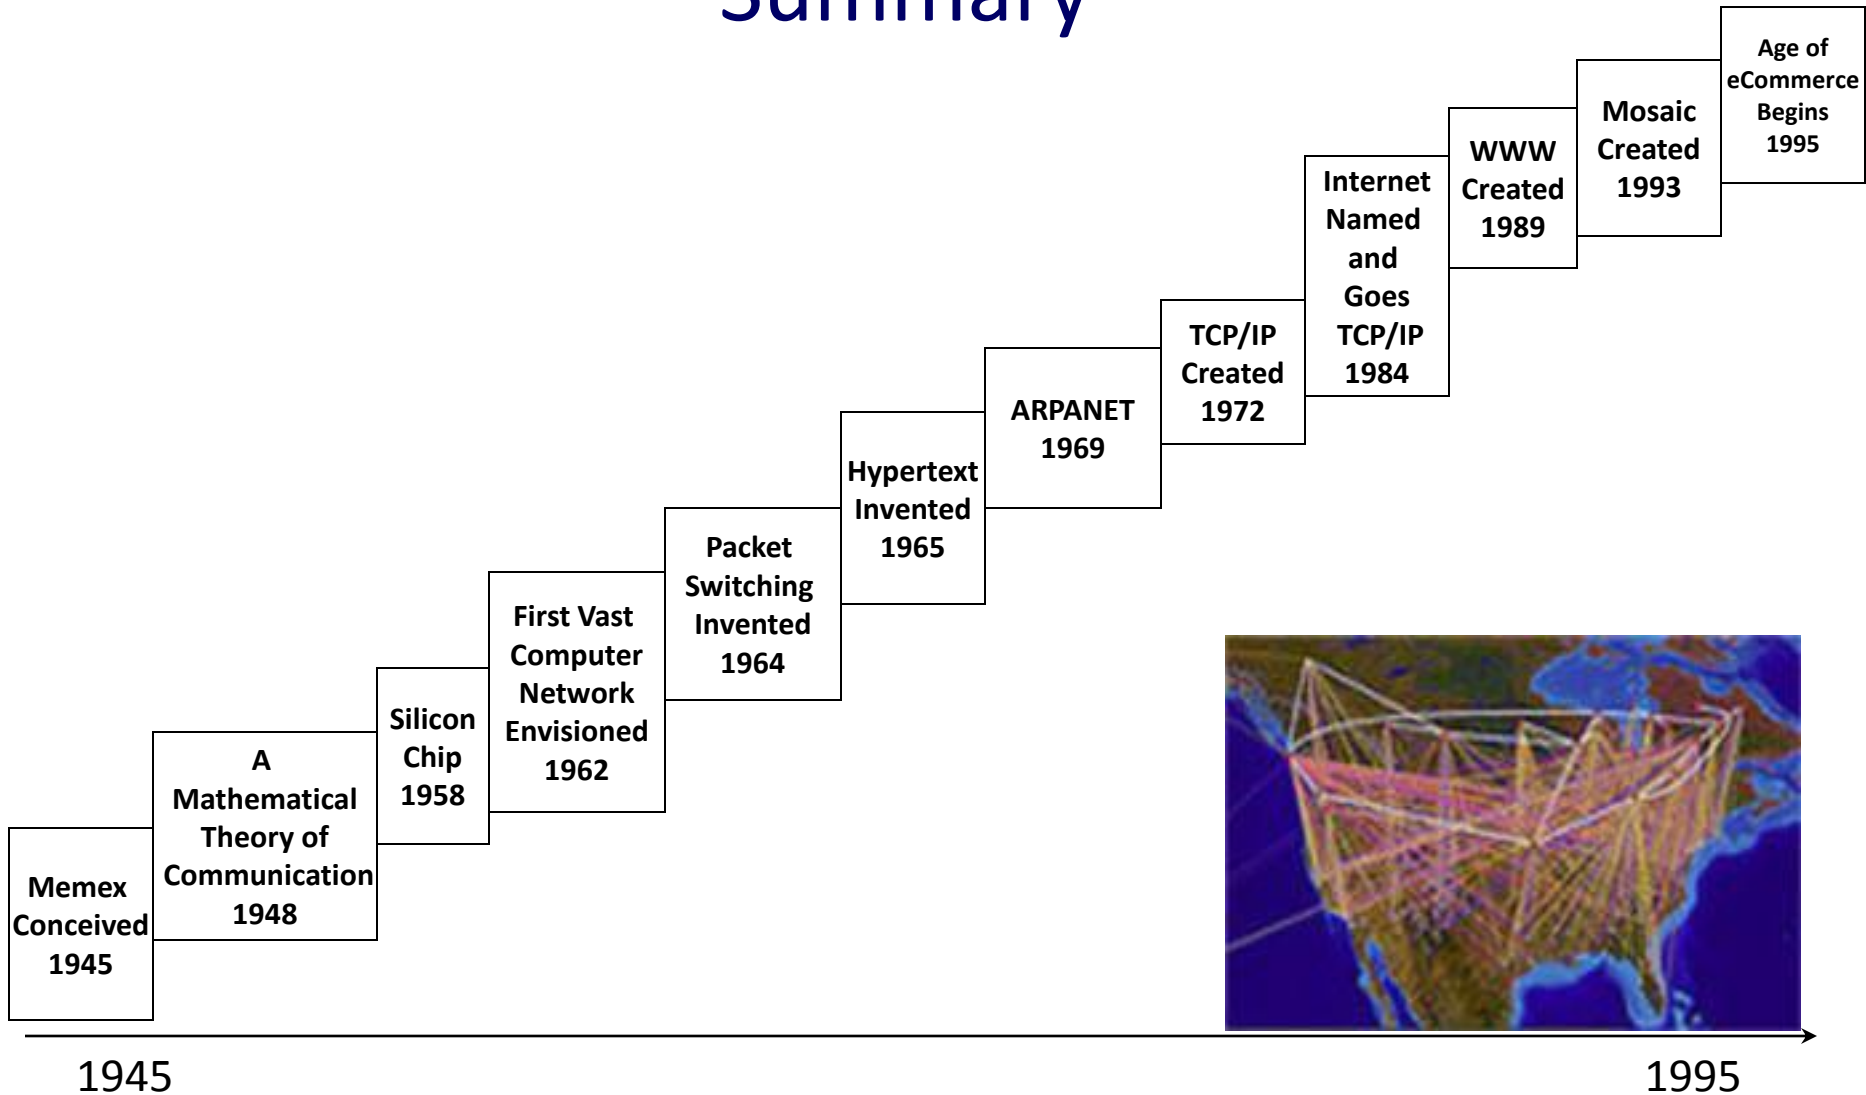 Summary
Age of
eCommerce
Begins
1995
Mosaic
Created
1993
WWW
Created
1989
Internet
Named
and
Goes
TCP/IP
1984
TCP/IP
Created
1972
ARPANET
1969
Hypertext
Invented
1965
Packet
Switching
Invented
1964
First Vast
Computer
Network
Envisioned
1962
Silicon
Chip
1958
A
Mathematical
Theory of
Communication
1948
Memex
Conceived
1945
1945
1995